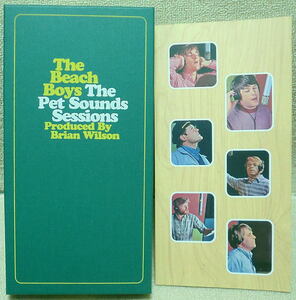 The
Beach
Boys The
Pet Sounds
Sessions
Produced By
Brian Wilson